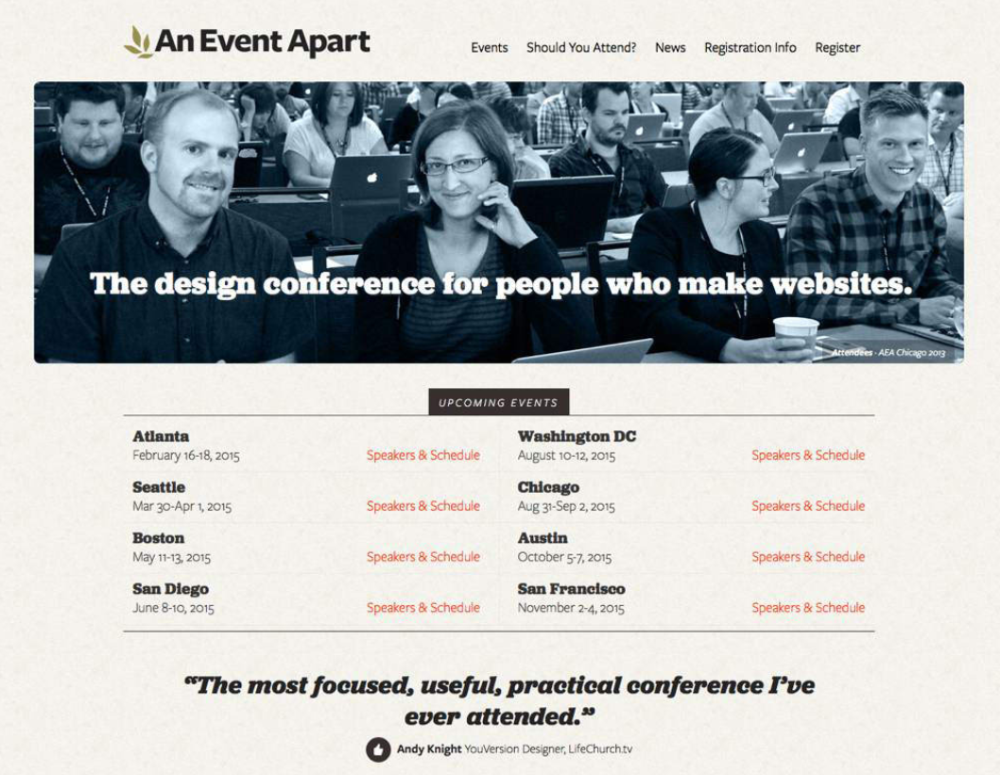 An Event Apart
Events Should You Attend? News Registration Info Register
The design conference for people who make websites.
Attendees · AEA Chicago 2013
UPCOMING EVENTS
Atlanta
February 16-18, 2015 Speakers & Schedule
Seattle
Mar 30-Apr 1, 2015 Speakers & Schedule
Boston
May 11-13, 2015 Speakers & Schedule
San Diego
June 8-10, 2015 Speakers & Schedule
Washington DC
August 10-12, 2015 Speakers & Schedule
Chicago
Aug 31-Sep 2, 2015 Speakers & Schedule
Austin
October 5-7, 2015 Speakers & Schedule
San Francisco
November 2-4, 2015 Speakers & Schedule
“The most focused, useful, practical conference I’ve
ever attended.”
Andy Knight YouVersion Designer, LifeChurch.tv